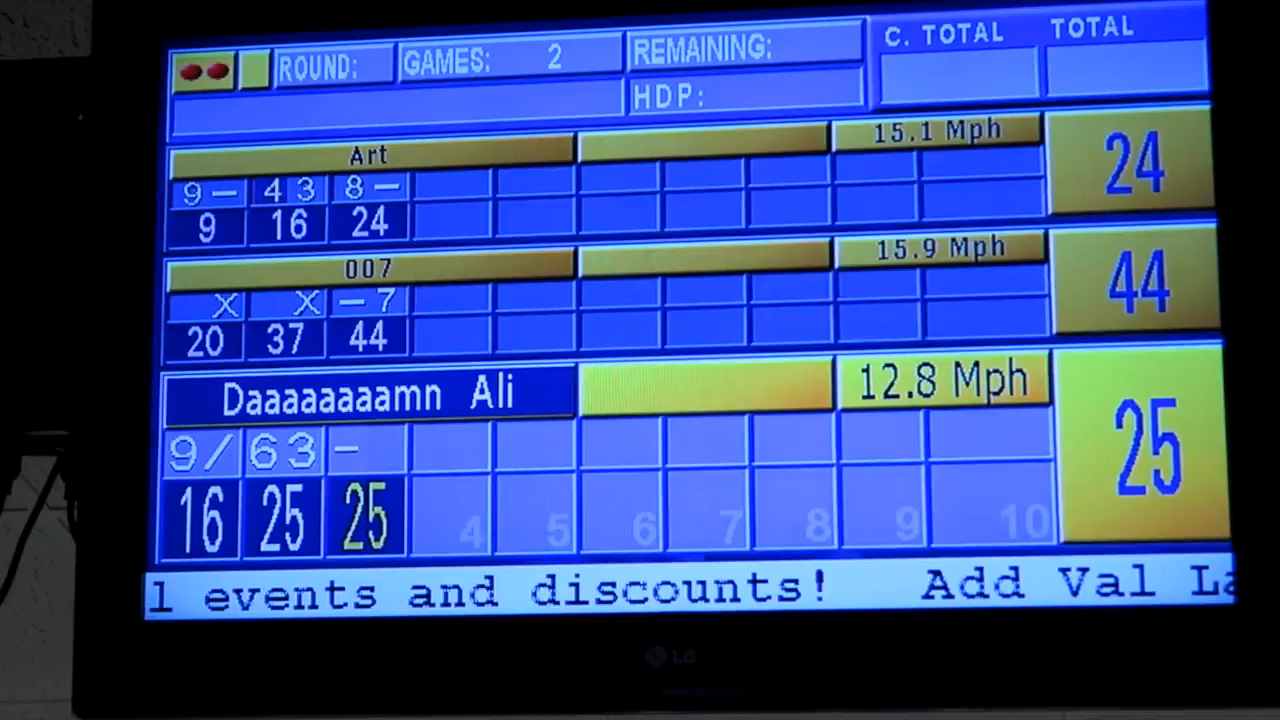 ROUND: GAMES: 2 REMAINING: C. TOTAL TOTAL
HDP:
Art 15.1 Mph 24
9 - 4 3 8 -
9 16 24
007 15.9 Mph 44
X X - 7
20 37 44
Daaaaaaaamn Ali 12.8 Mph 25
9 / 6 3 -
16 25 25 4 5 6 7 8 9 10
l events and discounts! Add Val La
LG